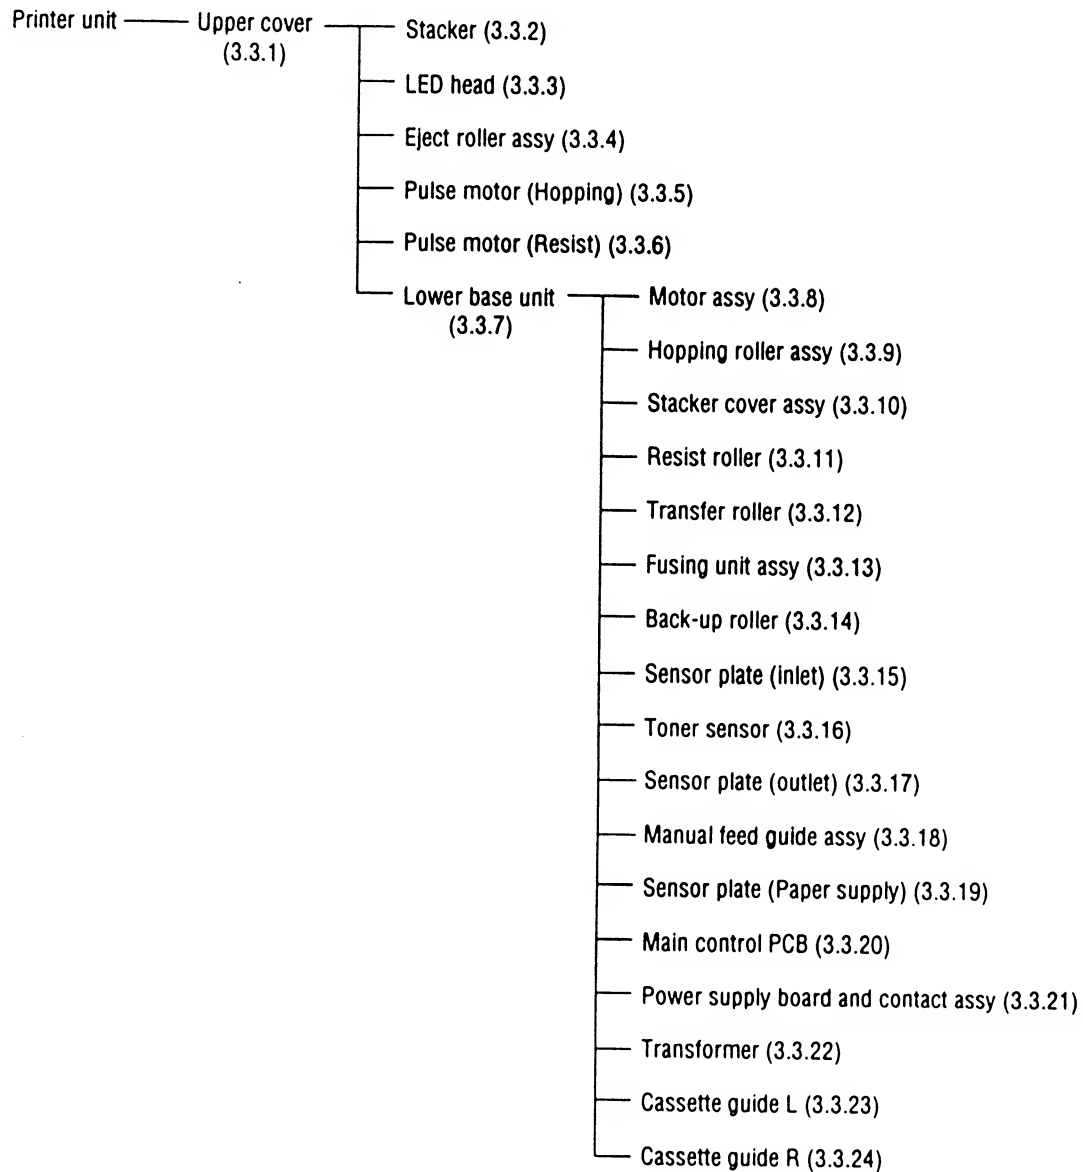 Printer unit Upper cover Stacker (3.3.2)
(3.3.1)
LED head (3.3.3)
Eject roller assy (3.3.4)
Pulse motor (Hopping) (3.3.5)
Pulse motor (Resist) (3.3.6)
Lower base unit Motor assy (3.3.8)
(3.3.7)
Hopping roller assy (3.3.9)
Stacker cover assy (3.3.10)
Resist roller (3.3.11)
Transfer roller (3.3.12)
Fusing unit assy (3.3.13)
Back-up roller (3.3.14)
Sensor plate (inlet) (3.3.15)
Toner sensor (3.3.16)
Sensor plate (outlet) (3.3.17)
Manual feed guide assy (3.3.18)
Sensor plate (Paper supply) (3.3.19)
Main control PCB (3.3.20)
Power supply board and contact assy (3.3.21)
Transformer (3.3.22)
Cassette guide L (3.3.23)
Cassette guide R (3.3.24)